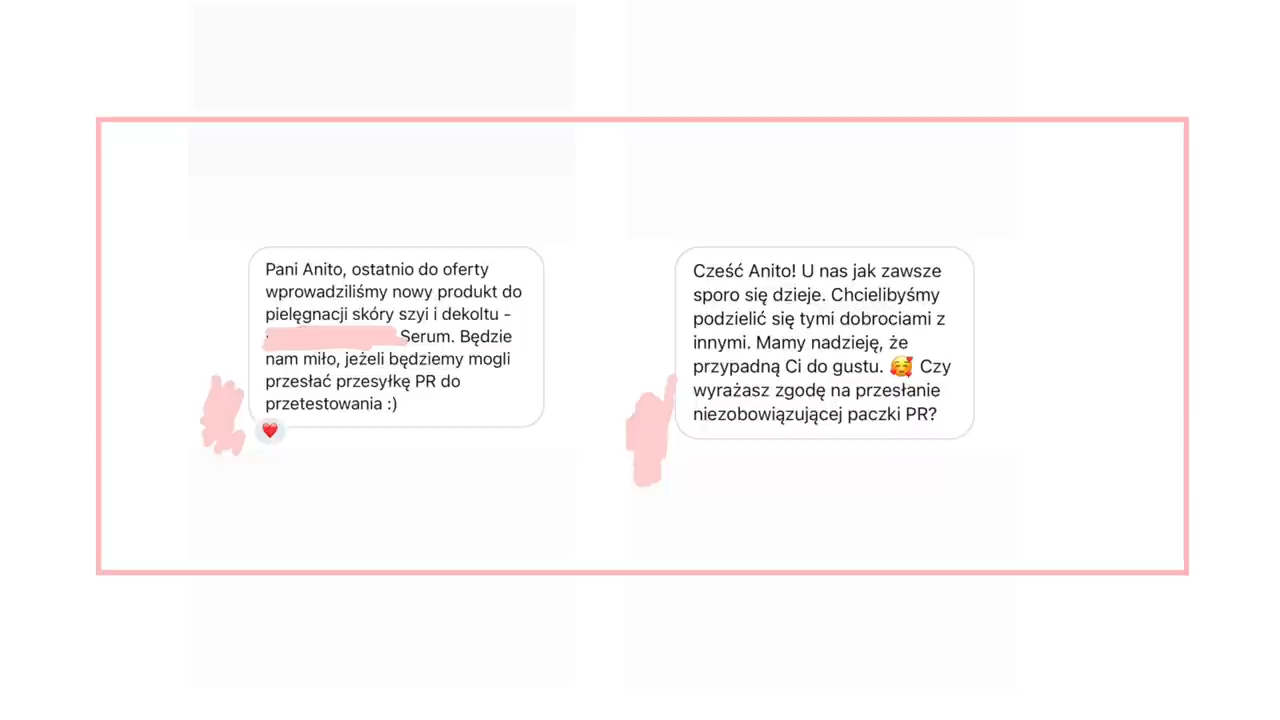 Pani Anito, ostatnio do oferty
wprowadziliśmy nowy produkt do
pielęgnacji skóry szyi i dekoltu -
Serum. Będzie
nam miło, jeżeli będziemy mogli
przesłać przesyłkę PR do
przetestowania :)
Cześć Anito! U nas jak zawsze
sporo się dzieje. Chcielibyśmy
podzielić się tymi dobrociami z
innymi. Mamy nadzieję, że
przypadną Ci do gustu. 🥰 Czy
wyrażasz zgodę na przesłanie
niezobowiązującej paczki PR?